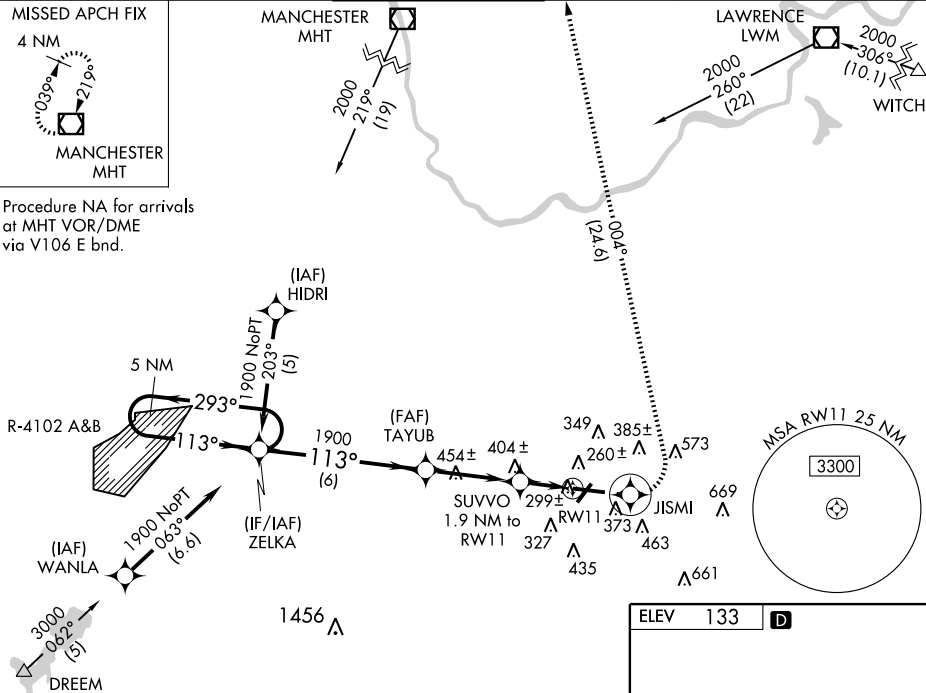 MISSED APCH FIX
4 NM
039°
219°
MANCHESTER
MHT
MANCHESTER
MHT
2000
219°
(19)
LAWRENCE
LWM
2000
306°
(10.1)
WITCH
2000
260°
(22)
Procedure NA for arrivals
at MHT VOR/DME
via V106 E bnd.
004°
(24.6)
(IAF)
HIDRI
1900 NoPT
203°
(5)
5 NM
R-4102 A&B
293°
113°
1900
113°
(6)
(FAF)
TAYUB
454±
404±
349
385±
260±
573
MSA RW11 25 NM
3300
SUVVO
1.9 NM to
RW11
299±
RW11
373
JISMI
669
327
463
435
661
(IF/IAF)
ZELKA
1900 NoPT
063°
(6.6)
(IAF)
WANLA
3000
062°
(5)
DREEM
1456
ELEV 133 D